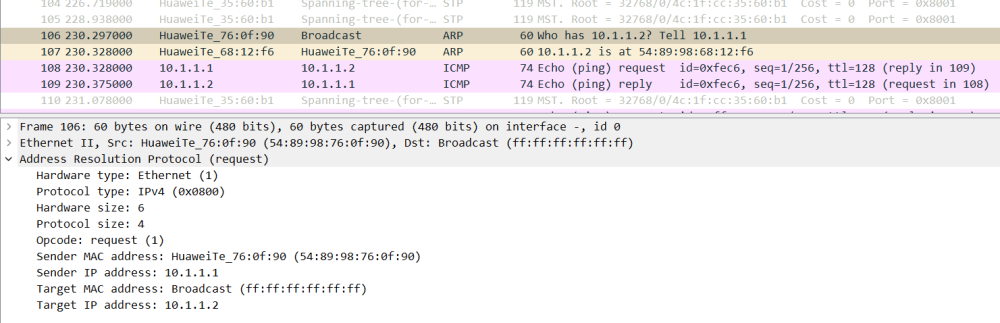 104 226.719000 HuaweiTe_35:60:b1 Spanning-tree-(for-… STP 119 MST. Root = 32768/0/4c:1f:cc:35:60:b1 Cost = 0 Port = 0x8001
105 228.938000 HuaweiTe_35:60:b1 Spanning-tree-(for-… STP 119 MST. Root = 32768/0/4c:1f:cc:35:60:b1 Cost = 0 Port = 0x8001
106 230.297000 HuaweiTe_76:0f:90 Broadcast ARP 60 Who has 10.1.1.2? Tell 10.1.1.1
107 230.328000 HuaweiTe_68:12:f6 HuaweiTe_76:0f:90 ARP 60 10.1.1.2 is at 54:89:98:68:12:f6
108 230.328000 10.1.1.1 10.1.1.2 ICMP 74 Echo (ping) request id=0xfec6, seq=1/256, ttl=128 (reply in 109)
109 230.375000 10.1.1.2 10.1.1.1 ICMP 74 Echo (ping) reply id=0xfec6, seq=1/256, ttl=128 (request in 108)
110 231.078000 HuaweiTe_35:60:b1 Spanning-tree-(for-… STP 119 MST. Root = 32768/0/4c:1f:cc:35:60:b1 Cost = 0 Port = 0x8001
Frame 106: 60 bytes on wire (480 bits), 60 bytes captured (480 bits) on interface -, id 0
Ethernet II, Src: HuaweiTe_76:0f:90 (54:89:98:76:0f:90), Dst: Broadcast (ff:ff:ff:ff:ff:ff)
Address Resolution Protocol (request)
Hardware type: Ethernet (1)
Protocol type: IPv4 (0x0800)
Hardware size: 6
Protocol size: 4
Opcode: request (1)
Sender MAC address: HuaweiTe_76:0f:90 (54:89:98:76:0f:90)
Sender IP address: 10.1.1.1
Target MAC address: Broadcast (ff:ff:ff:ff:ff:ff)
Target IP address: 10.1.1.2